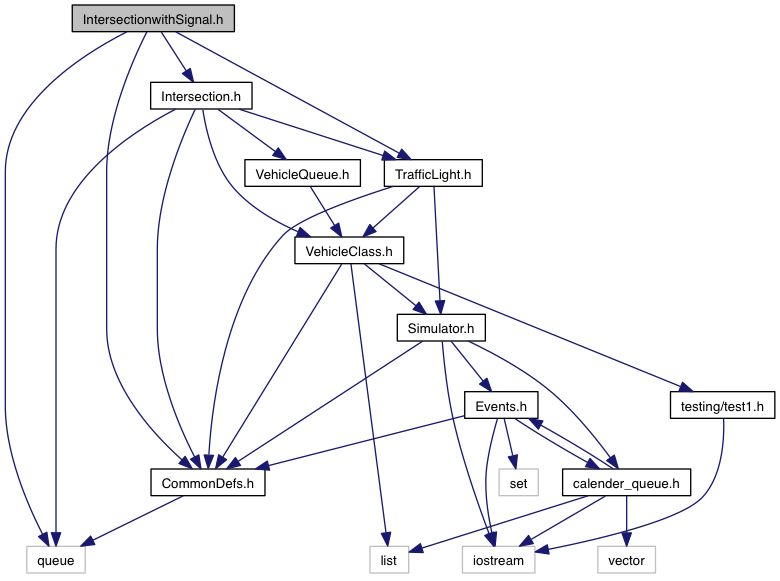 IntersectionwithSignal.h
Intersection.h
VehicleQueue.h
TrafficLight.h
VehicleClass.h
Simulator.h
Events.h
testing/test1.h
CommonDefs.h
set
calender_queue.h
queue
list
iostream
vector